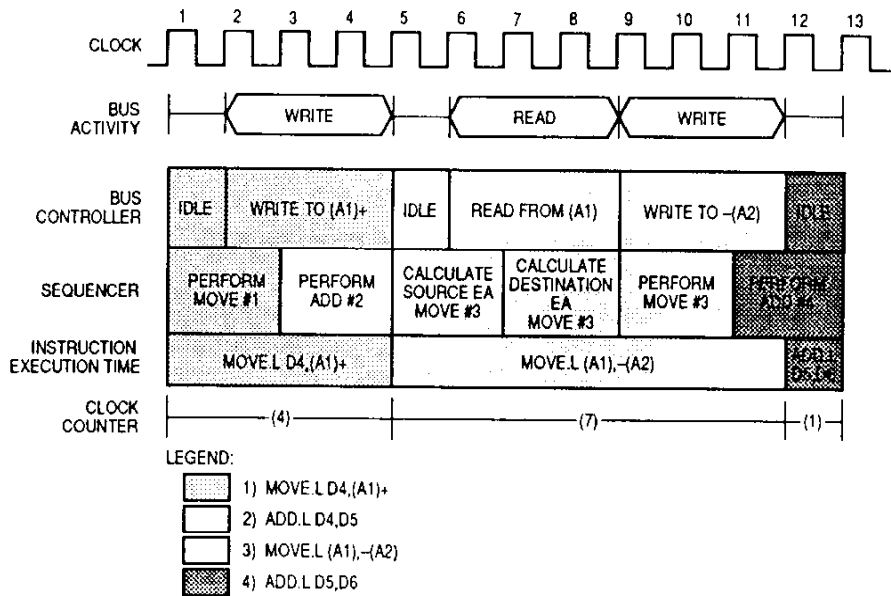 1 2 3 4 5 6 7 8 9 10 11 12 13
CLOCK
BUS
ACTIVITY
WRITE
READ
WRITE
BUS
CONTROLLER
IDLE
WRITE TO (A1)+
IDLE
READ FROM (A1)
WRITE TO –(A2)
IDLE
SEQUENCER
PERFORM
MOVE #1
PERFORM
ADD #2
CALCULATE
SOURCE EA
MOVE #3
CALCULATE
DESTINATION
EA
MOVE #3
PERFORM
MOVE #3
PERFORM
ADD #4
INSTRUCTION
EXECUTION TIME
MOVE.L D4,(A1)+
MOVE.L (A1),–(A2)
ADD.L
CLOCK
COUNTER
(4)
(7)
(1)
LEGEND:
1) MOVE.L D4,(A1)+
2) ADD.L D4,D5
3) MOVE.L (A1),–(A2)
4) ADD.L D5,D6